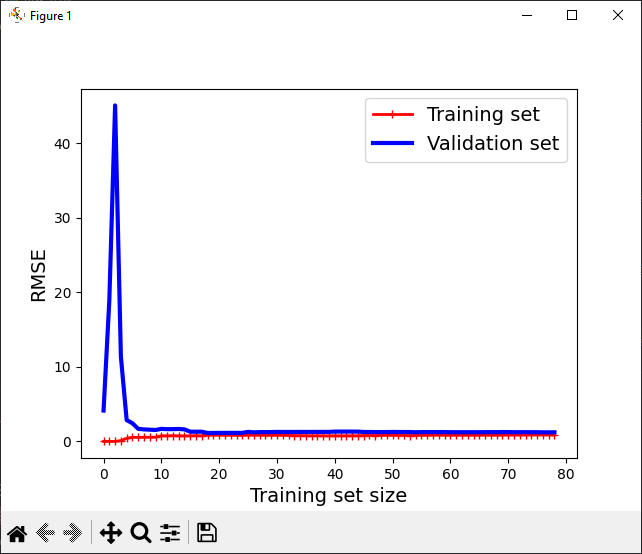 Figure 1
Training set
Validation set
40
30
20
10
0
RMSE
0 10 20 30 40 50 60 70 80
Training set size